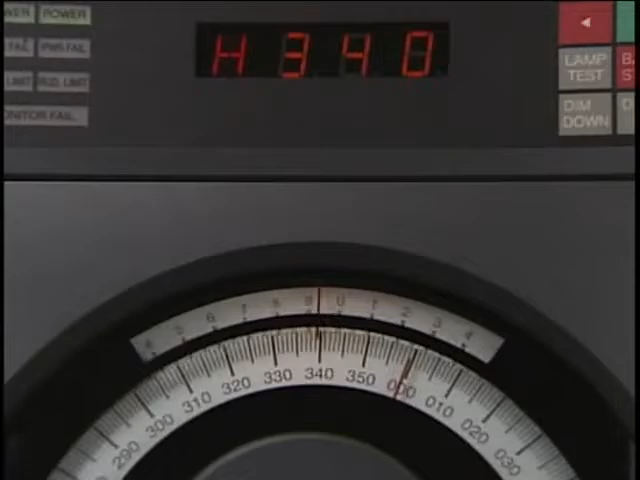 POWER
H 340
FAIL PWR FAIL
LIMIT RUD. LIMIT
MONITOR FAIL
LAMP TEST
DIM DOWN
290 300 310 320 330 340 350 000 010 020 030